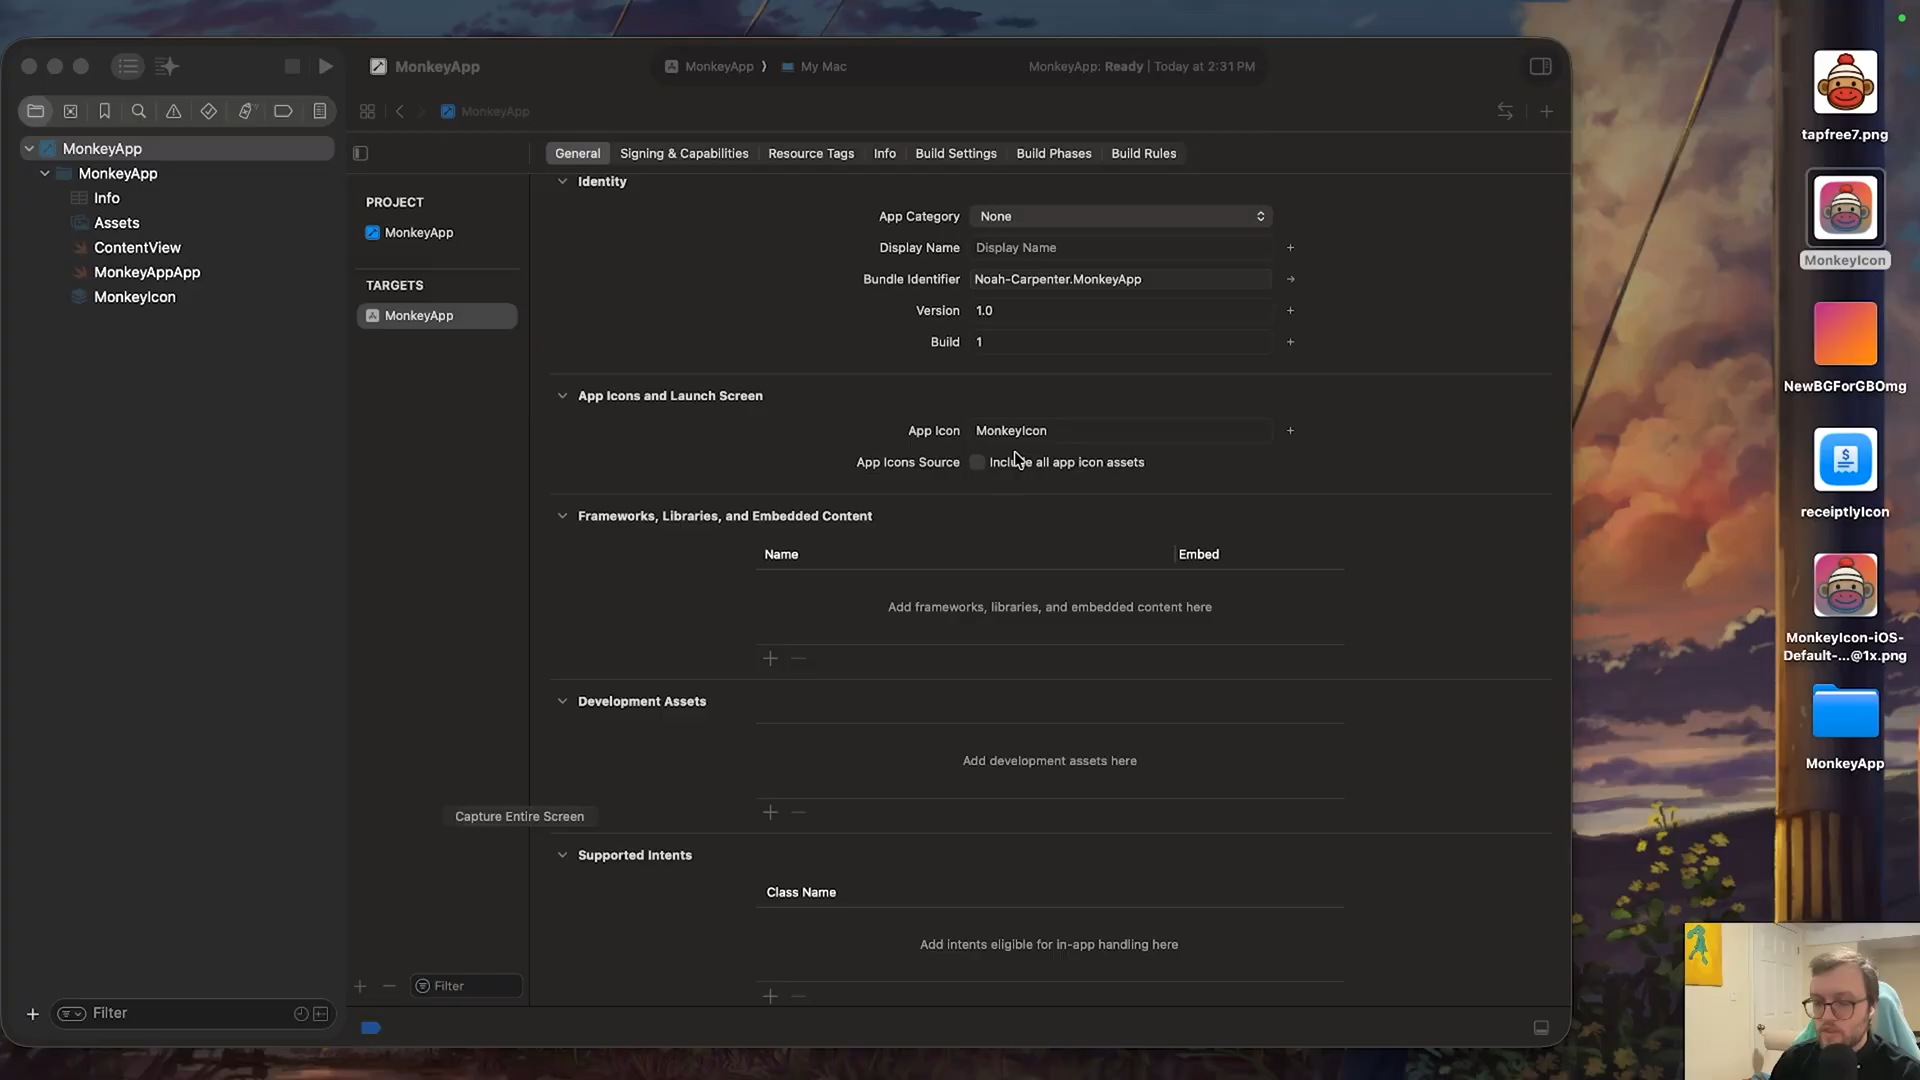 MonkeyApp
MonkeyApp ⟩ My Mac
MonkeyApp: Ready | Today at 2:31 PM
MonkeyApp
MonkeyApp
MonkeyApp
Info
Assets
ContentView
MonkeyAppApp
MonkeyIcon
Filter
PROJECT
MonkeyApp
TARGETS
MonkeyApp
Filter
General Signing & Capabilities Resource Tags Info Build Settings Build Phases Build Rules
Identity
App Category None
Display Name Display Name
Bundle Identifier Noah-Carpenter.MonkeyApp
Version 1.0
Build 1
App Icons and Launch Screen
App Icon MonkeyIcon
App Icons Source Include all app icon assets
Frameworks, Libraries, and Embedded Content
Name Embed
Add frameworks, libraries, and embedded content here
Development Assets
Add development assets here
Capture Entire Screen
Supported Intents
Class Name
Add intents eligible for in-app handling here
tapfree7.png
MonkeyIcon
NewBGForGBOmg
$
receiptlyIcon
MonkeyIcon-iOS-
Default-...@1x.png
MonkeyApp